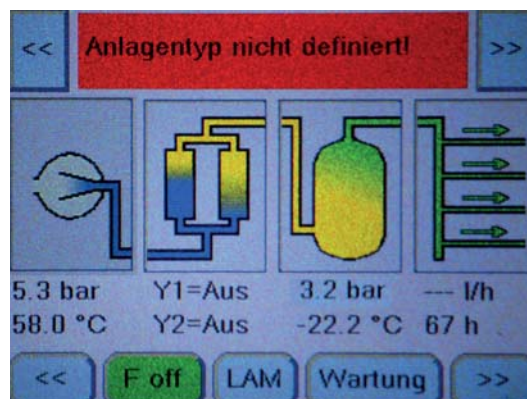 << Anlagentyp nicht definiert! >>
5.3 bar Y1=Aus 3.2 bar --- l/h
58.0 °C Y2=Aus -22.2 °C 67 h
<< F off LAM Wartung >>